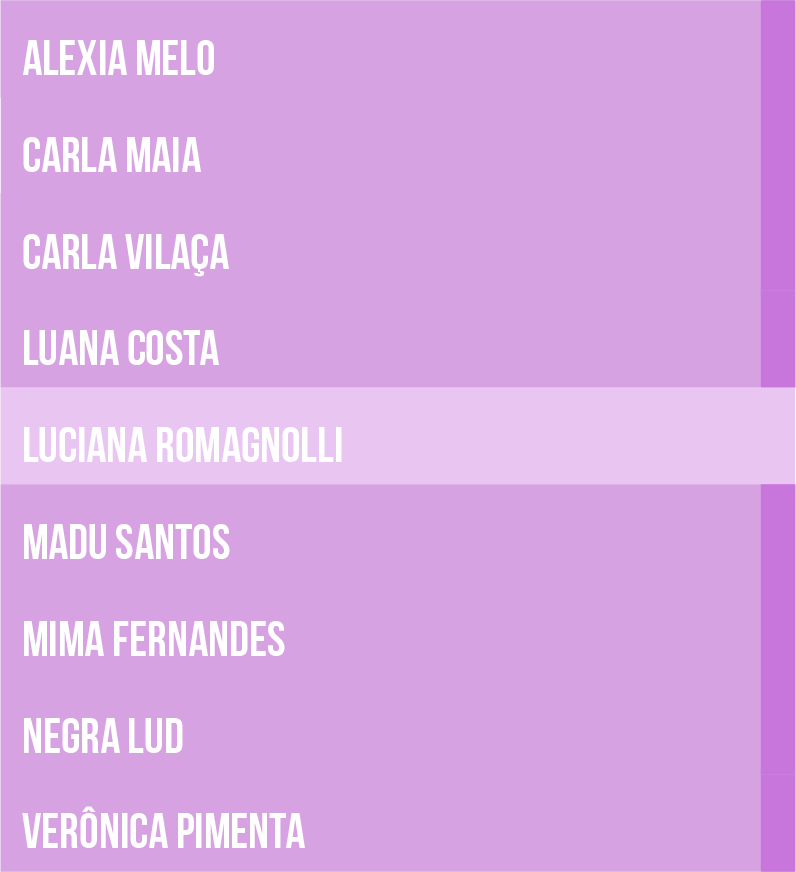 ALEXIA MELO
CARLA MAIA
CARLA VILAÇA
LUANA COSTA
LUCIANA ROMAGNOLLI
MADU SANTOS
MIMA FERNANDES
NEGRA LUD
VERÔNICA PIMENTA